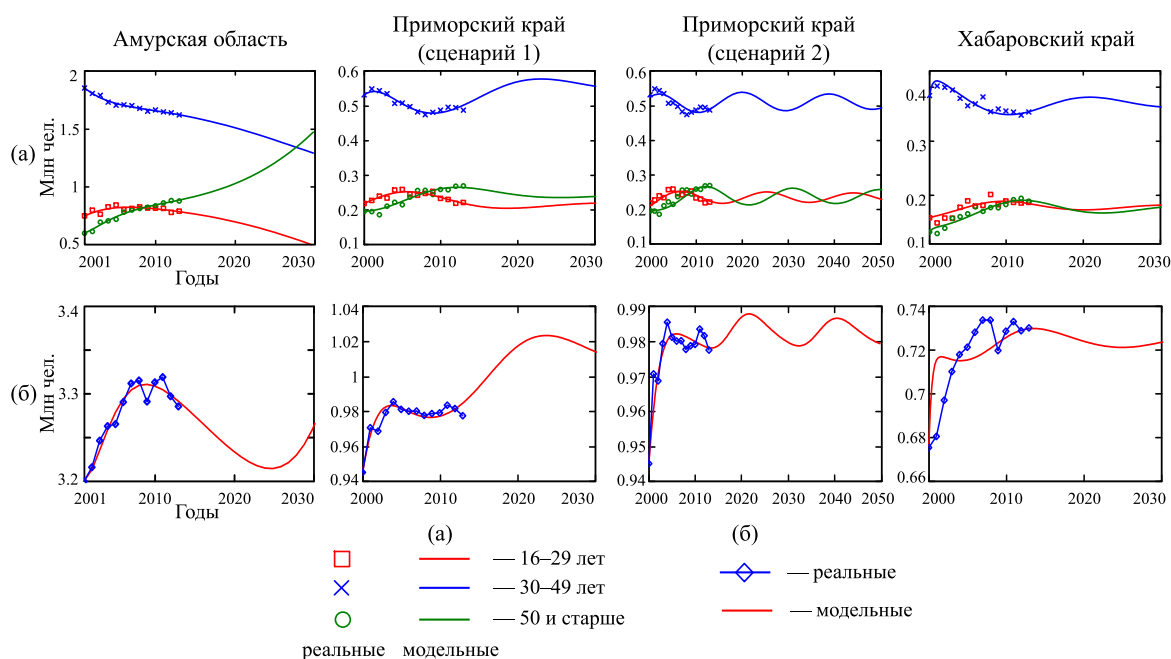 Амурская область
Приморский край
(сценарий 1)
Приморский край
(сценарий 2)
Хабаровский край
(а)
Млн чел.
2
1.5
1
0.5
2001 2010 2020 2030
Годы
0.6
0.5
0.4
0.3
0.2
0.1
2000 2010 2020 2030
0.6
0.5
0.4
0.3
0.2
0.1
2000 2010 2020 2030 2040 2050
0.4
0.3
0.2
0.1
2000 2010 2020 2030
(б)
Млн чел.
3.4
3.3
3.2
2001 2010 2020 2030
Годы
1.04
1.02
1
0.98
0.96
0.94
2000 2010 2020 2030
0.99
0.98
0.97
0.96
0.95
0.94
2000 2010 2020 2030 2040 2050
0.74
0.72
0.7
0.68
0.66
2000 2010 2020 2030
(а)
— 16–29 лет
— 30–49 лет
— 50 и старше
реальные модельные
(б)
— реальные
— модельные